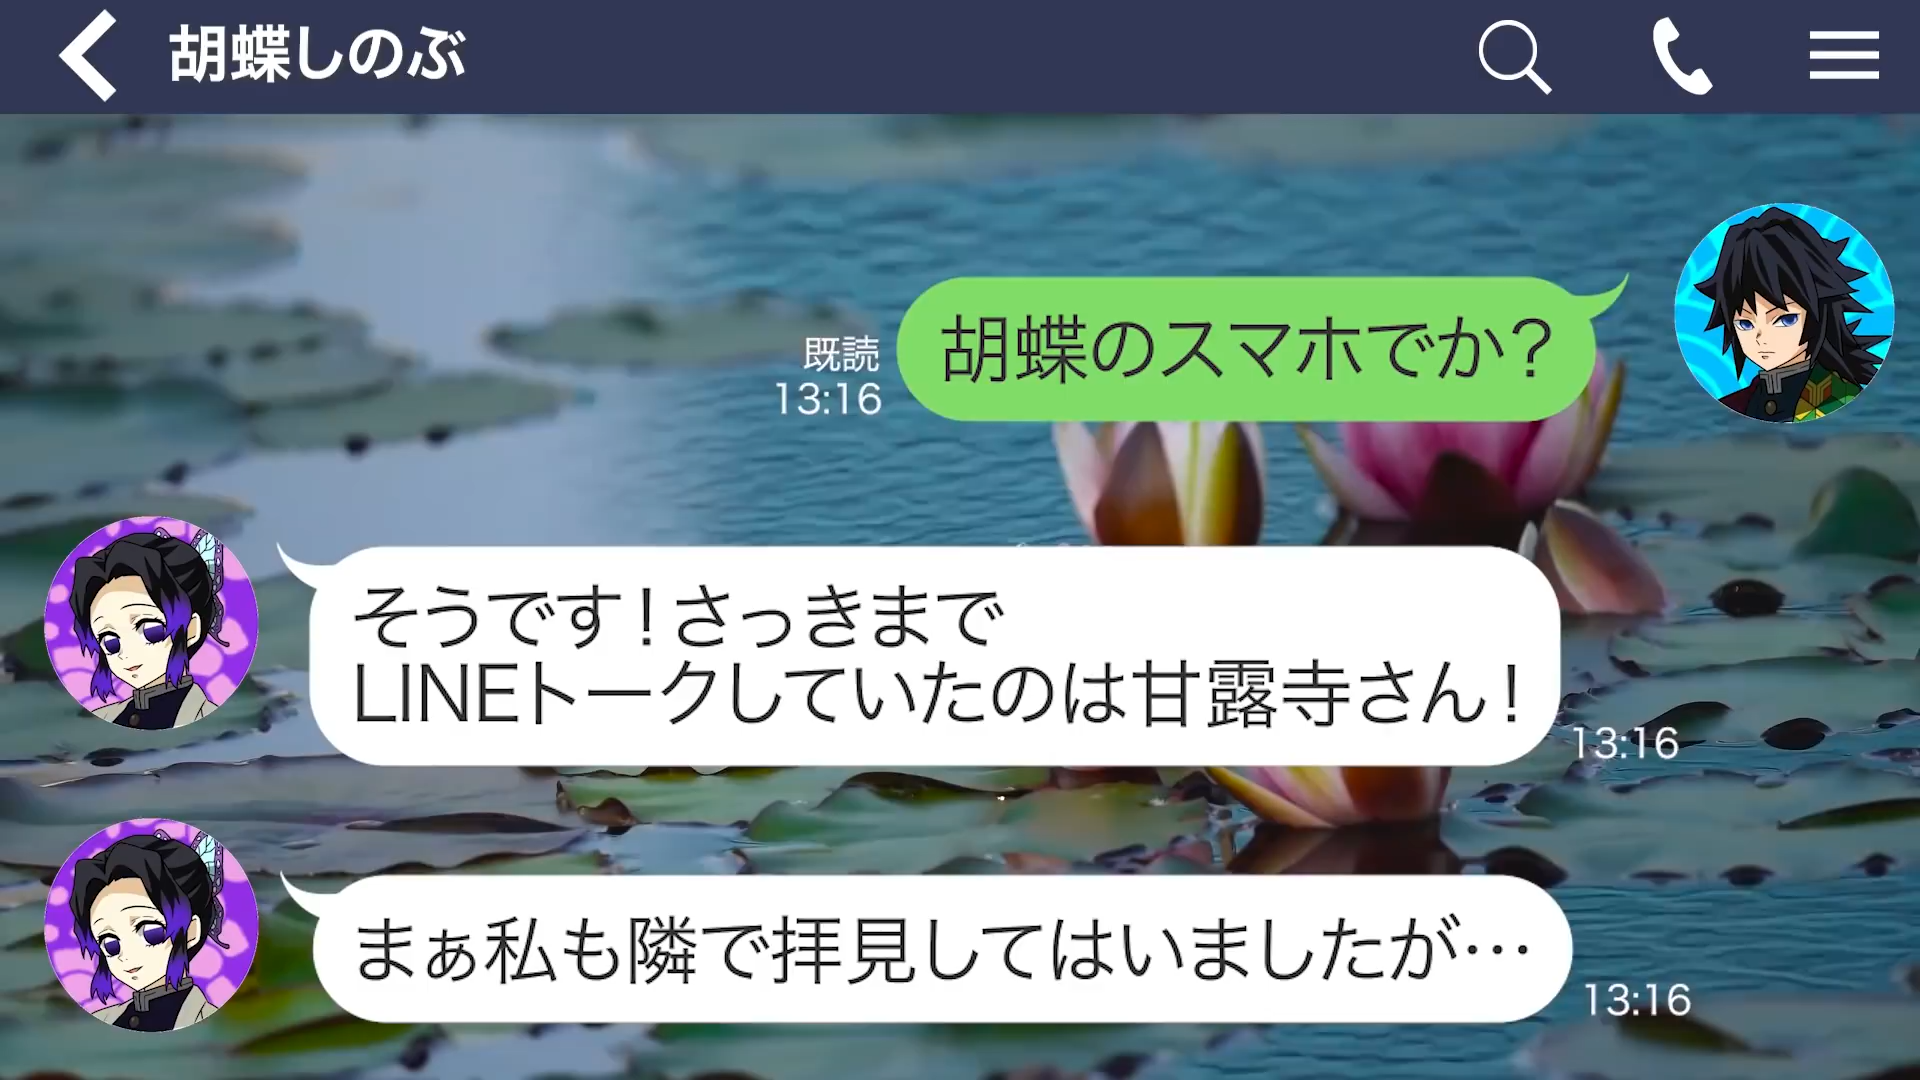 胡蝶しのぶ
胡蝶のスマホでか?
既読
13:16
そうです!さっきまで
LINEトークしていたのは甘露寺さん!
13:16
まぁ私も隣で拝見してはいましたが…
13:16